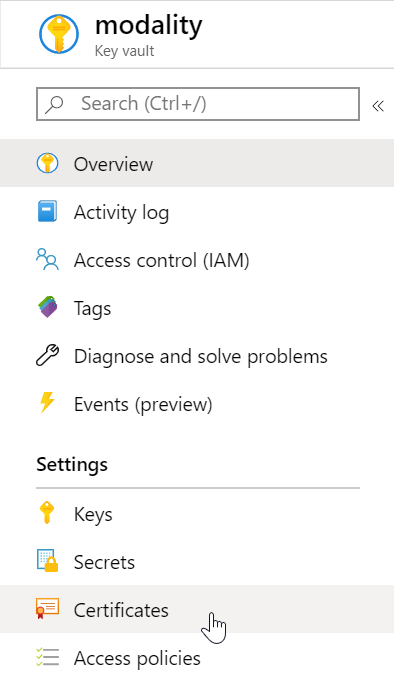 modality
Key vault
Search (Ctrl+/)
Overview
Activity log
Access control (IAM)
Tags
Diagnose and solve problems
Events (preview)
Settings
Keys
Secrets
Certificates
Access policies